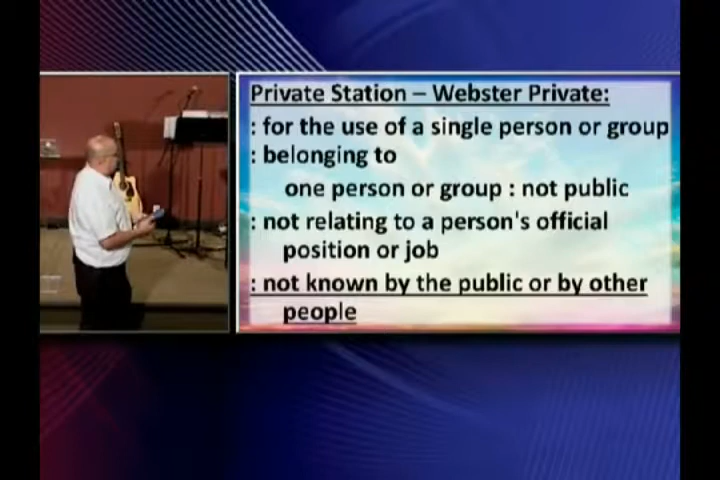 Private Station – Webster Private:
: for the use of a single person or group
: belonging to
one person or group : not public
: not relating to a person's official
position or job
: not known by the public or by other
people